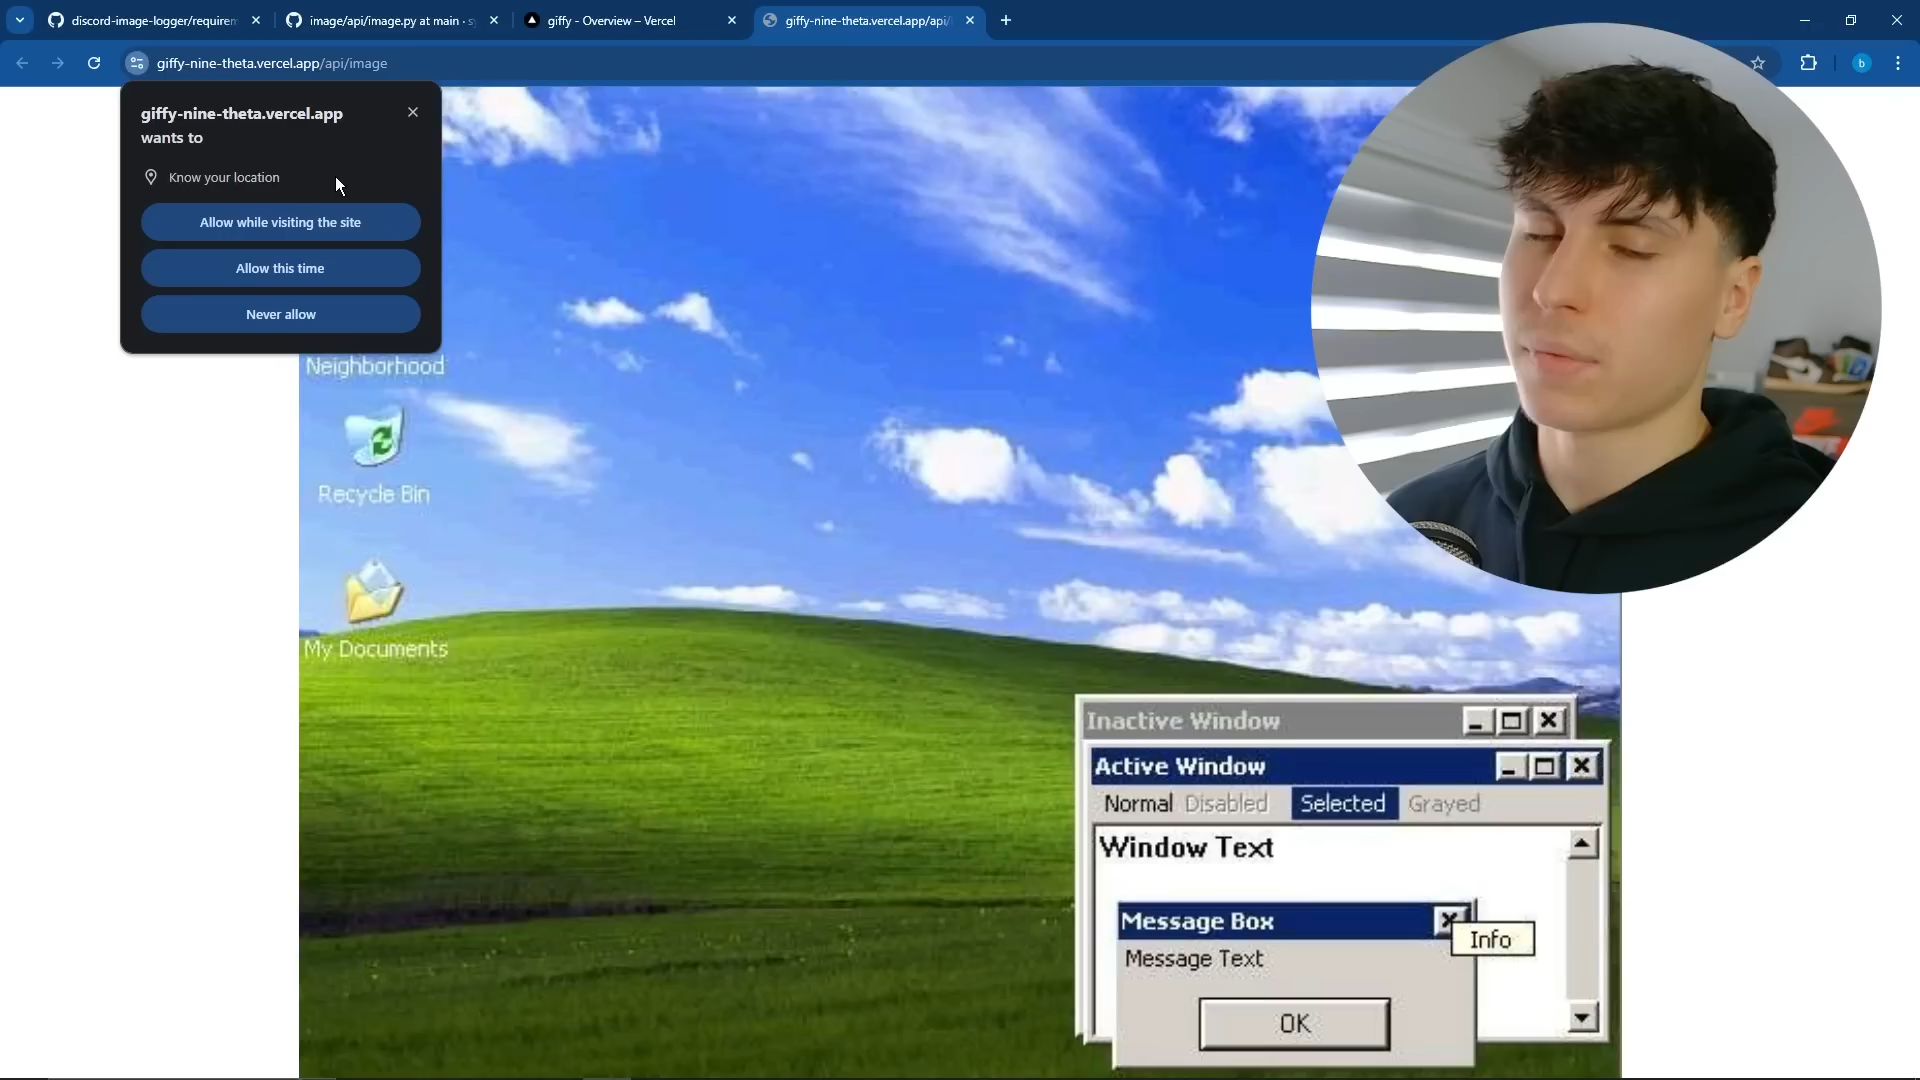 discord-image-logger/requirem
image/api/image.py at main · sy
giffy - Overview – Vercel
giffy-nine-theta.vercel.app/api/i
giffy-nine-theta.vercel.app/api/image
b
giffy-nine-theta.vercel.app
wants to
Know your location
Allow while visiting the site
Allow this time
Never allow
Neighborhood
Recycle Bin
My Documents
Inactive Window
Active Window
Normal Disabled Selected Grayed
Window Text
Message Box
Info
Message Text
OK